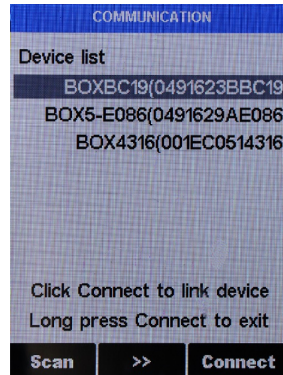 COMMUNICATION
Device list
BOXBC19(0491623BBC19
BOX5-E086(0491629AE086
BOX4316(001EC0514316
Click Connect to link device
Long press Connect to exit
Scan >> Connect